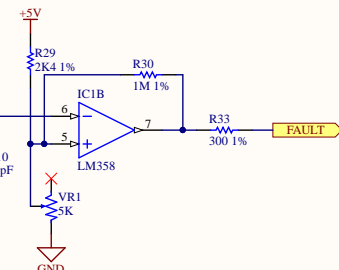 +5V
R29
2K4 1%
R30
1M 1%
IC1B
6
5
7
LM358
R33
300 1%
FAULT
0
pF
VR1
5K
GND